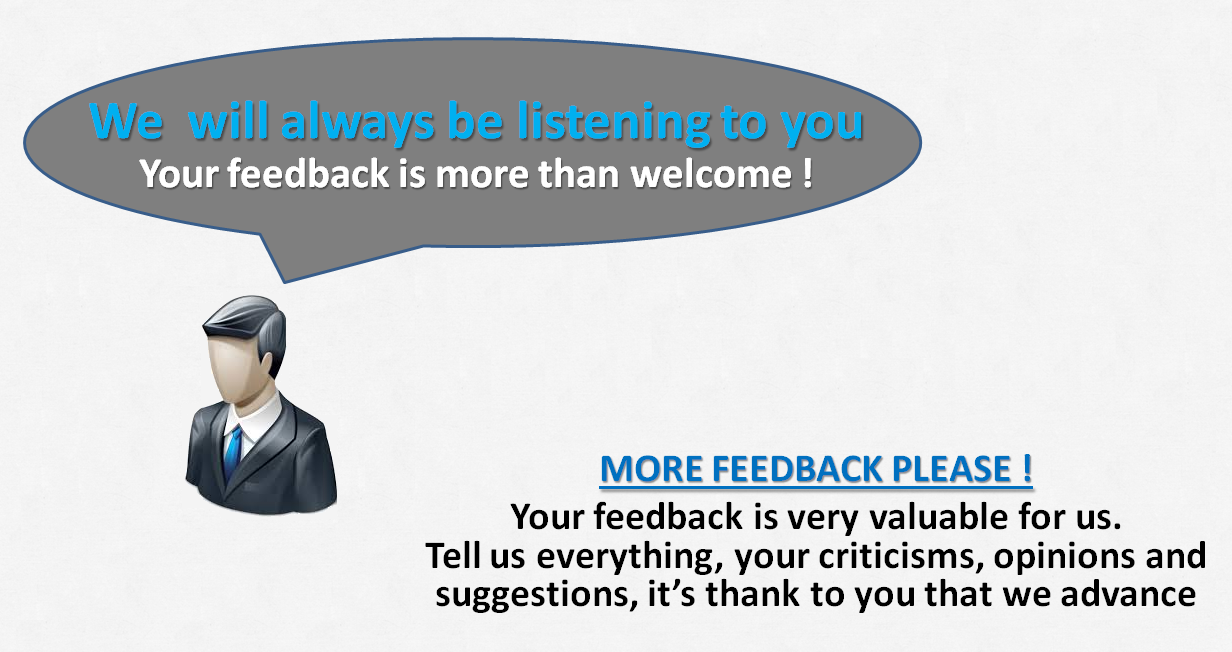 We will always be listening to you
Your feedback is more than welcome !
MORE FEEDBACK PLEASE !
Your feedback is very valuable for us.
Tell us everything, your criticisms, opinions and
suggestions, it’s thank to you that we advance